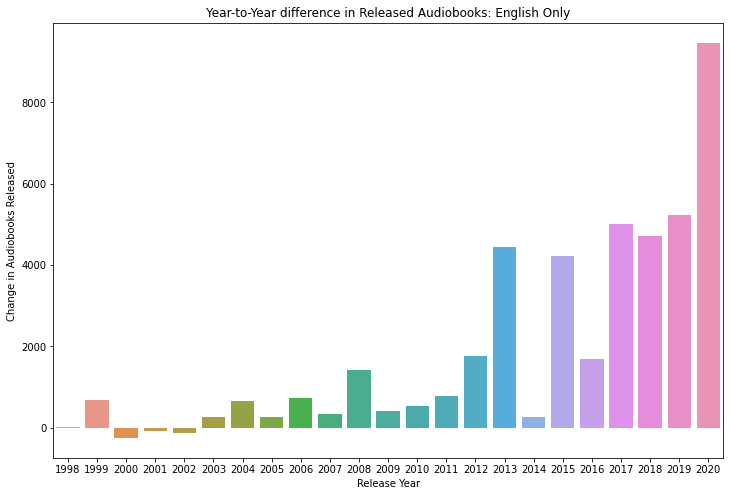 Year-to-Year difference in Released Audiobooks: English Only
Change in Audiobooks Released
8000
6000
4000
2000
0
1998 1999 2000 2001 2002 2003 2004 2005 2006 2007 2008 2009 2010 2011 2012 2013 2014 2015 2016 2017 2018 2019 2020
Release Year